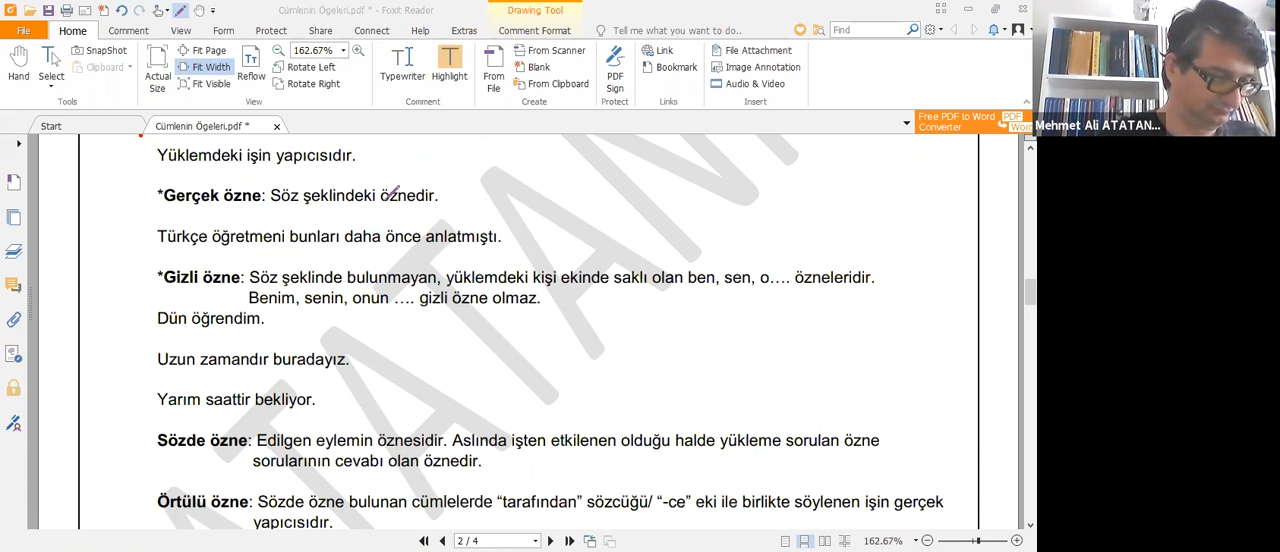 Cümlenin Ögeleri.pdf * - Foxit Reader
Drawing Tool
File Home Comment View Form Protect Share Connect Help Extras Comment Format Tell me what you want to do.. Find
SnapShot
Clipboard
Hand Select
Actual Size
Fit Page
Fit Width
Fit Visible
Reflow
162.67%
Rotate Left
Rotate Right
Typewriter Highlight
From File
From Scanner
Blank
From Clipboard
PDF Sign
Link
Bookmark
File Attachment
Image Annotation
Audio & Video
Tools View Comment Create Protect Links Insert
Start Cümlenin Ögeleri.pdf *
Free PDF to Word Converter
PDF
Word
Mehmet Ali ATATAN...
Yüklemdeki işin yapıcısıdır.
*Gerçek özne: Söz şeklindeki öznedir.
Türkçe öğretmeni bunları daha önce anlatmıştı.
*Gizli özne: Söz şeklinde bulunmayan, yüklemdeki kişi ekinde saklı olan ben, sen, o…. özneleridir.
Benim, senin, onun …. gizli özne olmaz.
Dün öğrendim.
Uzun zamandır buradayız.
Yarım saattir bekliyor.
Sözde özne: Edilgen eylemin öznesidir. Aslında işten etkilenen olduğu halde yükleme sorulan özne
sorularının cevabı olan öznedir.
Örtülü özne: Sözde özne bulunan cümlelerde “tarafından” sözcüğü/ “-ce” eki ile birlikte söylenen işin gerçek
yapıcısıdır.
ATATAN
2 / 4
162.67%